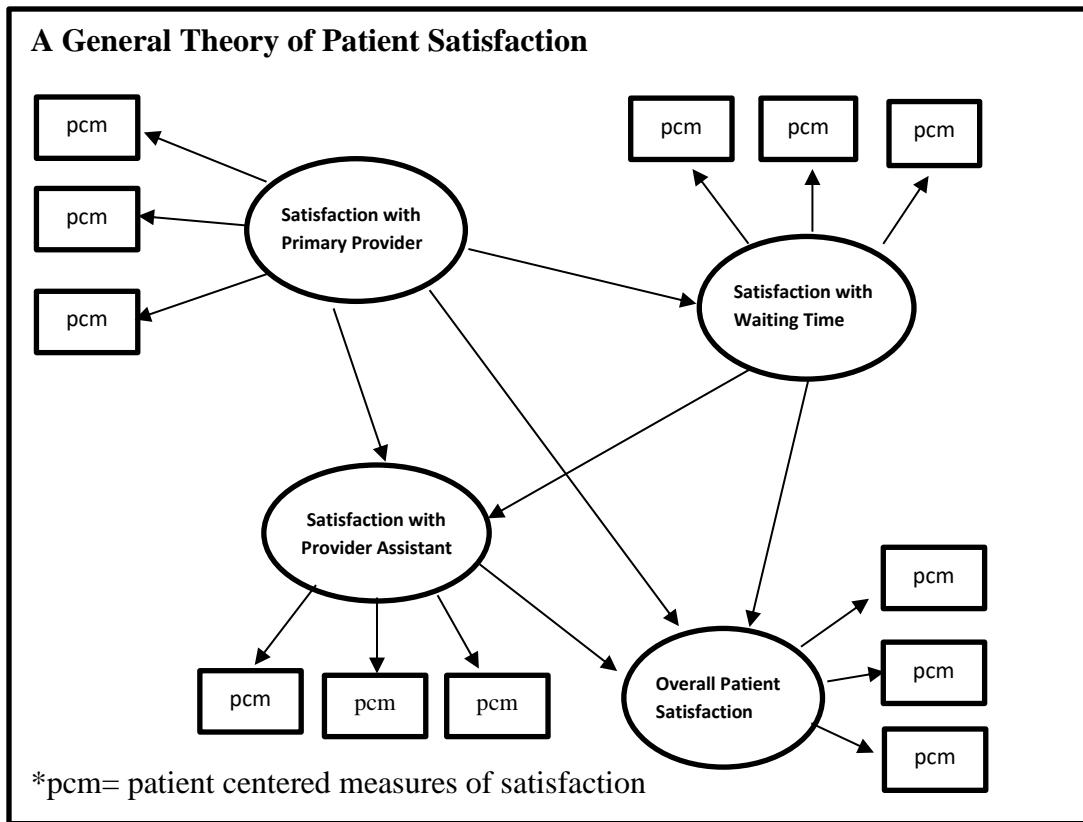 A General Theory of Patient Satisfaction
pcm
pcm
pcm
pcm
pcm
pcm
Satisfaction with
Primary Provider
Satisfaction with
Waiting Time
Satisfaction with
Provider Assistant
pcm
pcm
pcm
Overall Patient
Satisfaction
pcm
pcm
pcm
*pcm= patient centered measures of satisfaction